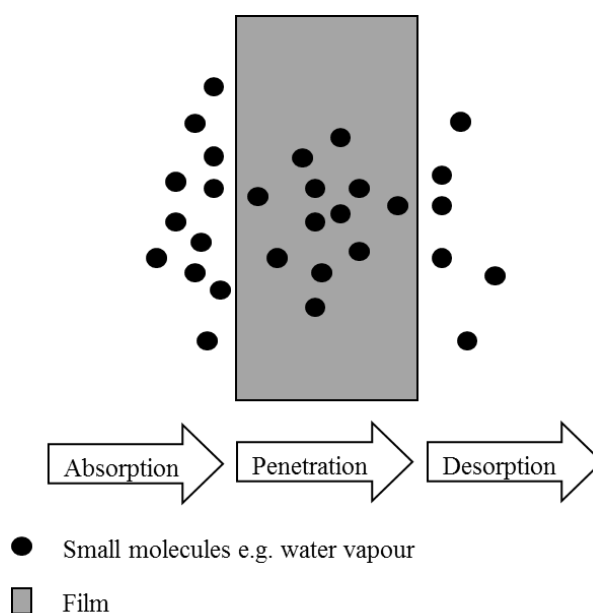 Absorption
Penetration
Desorption
Small molecules e.g. water vapour
Film